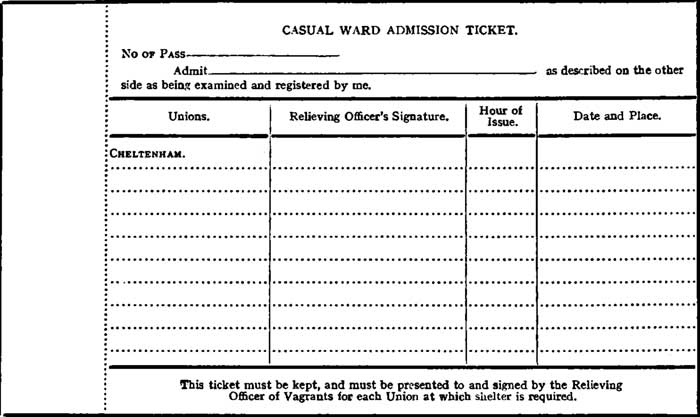 CASUAL WARD ADMISSION TICKET.
No of Pass
Admit as described on the other
side as being examined and registered by me.
Unions. Relieving Officer's Signature. Hour of Issue. Date and Place.
Cheltenham.
This ticket must be kept, and must be presented to and signed by the Relieving
Officer of Vagrants for each Union at which shelter is required.